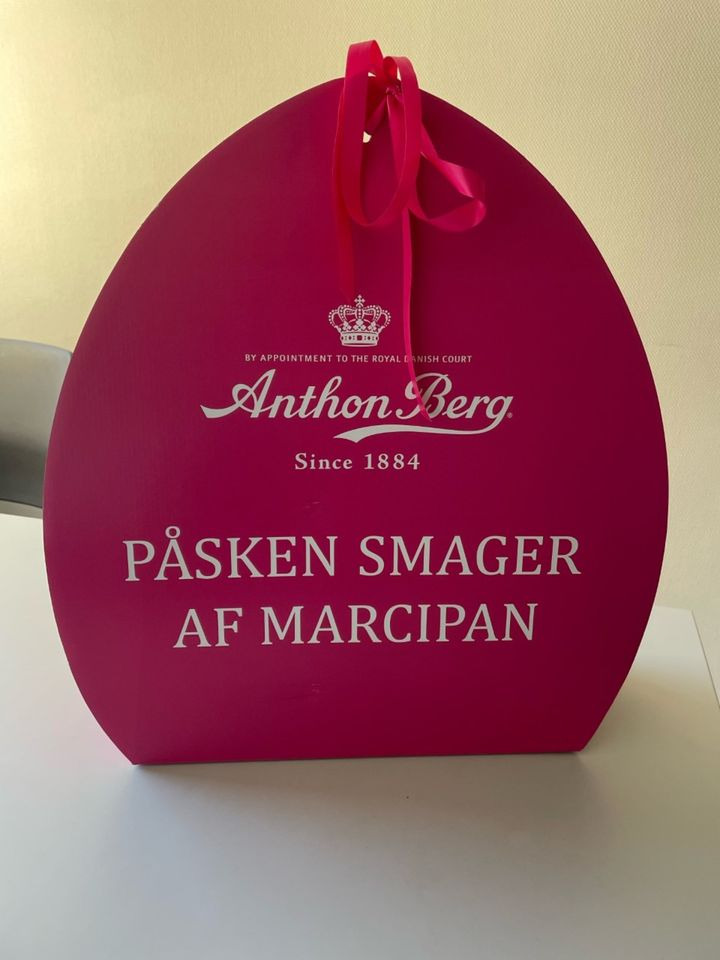 BY APPOINTMENT TO THE ROYAL DANISH COURT
Anthon Berg®
Since 1884
PÅSKEN SMAGER
AF MARCIPAN